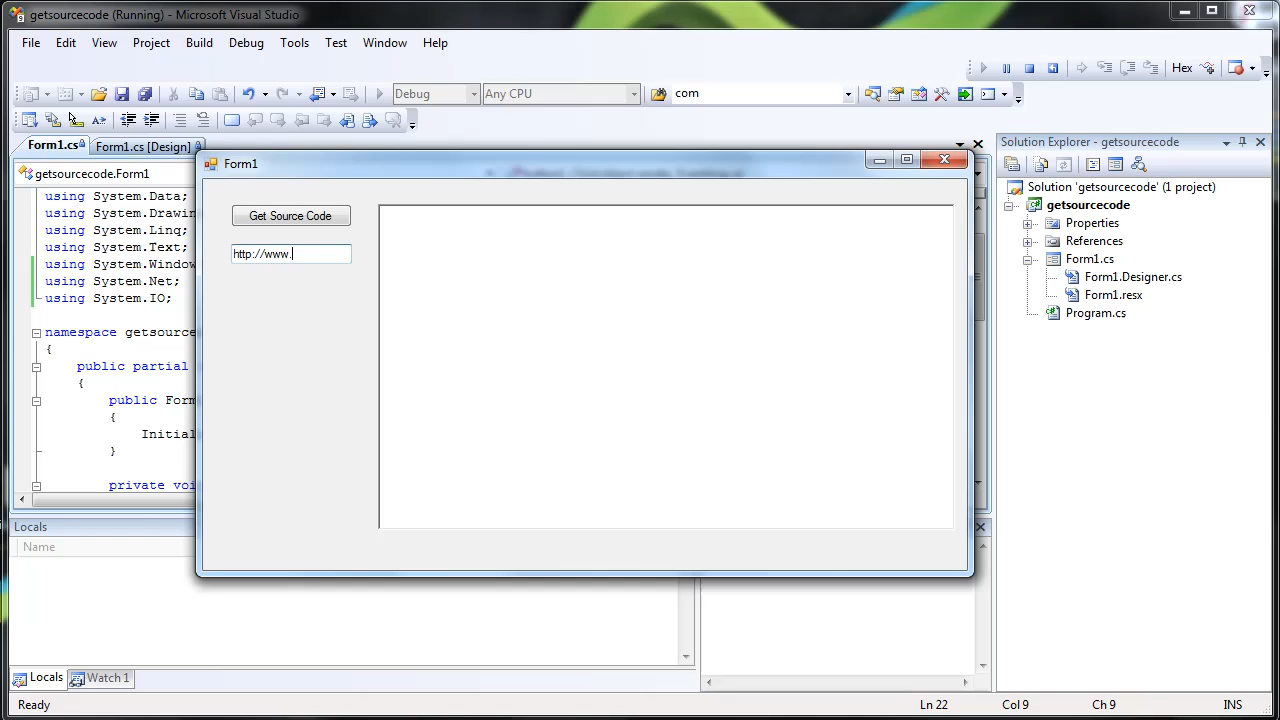 getsourcecode (Running) - Microsoft Visual Studio
File Edit View Project Build Debug Tools Test Window Help
Hex
Debug Any CPU com
Form1.cs Form1.cs [Design]
Solution Explorer - getsourcecode
Form1
getsourcecode.Form1
Solution 'getsourcecode' (1 project)
getsourcecode
Properties
References
Form1.cs
Form1.Designer.cs
Form1.resx
Program.cs
Get Source Code
http://www.
using System.Data;
using System.Drawin
using System.Linq;
using System.Text;
using System.Window
using System.Net;
using System.IO;
namespace getsource
{
public partial
{
public Form
{
Initial
}
private voi
Locals
Name
Locals Watch 1
Ready Ln 22 Col 9 Ch 9 INS